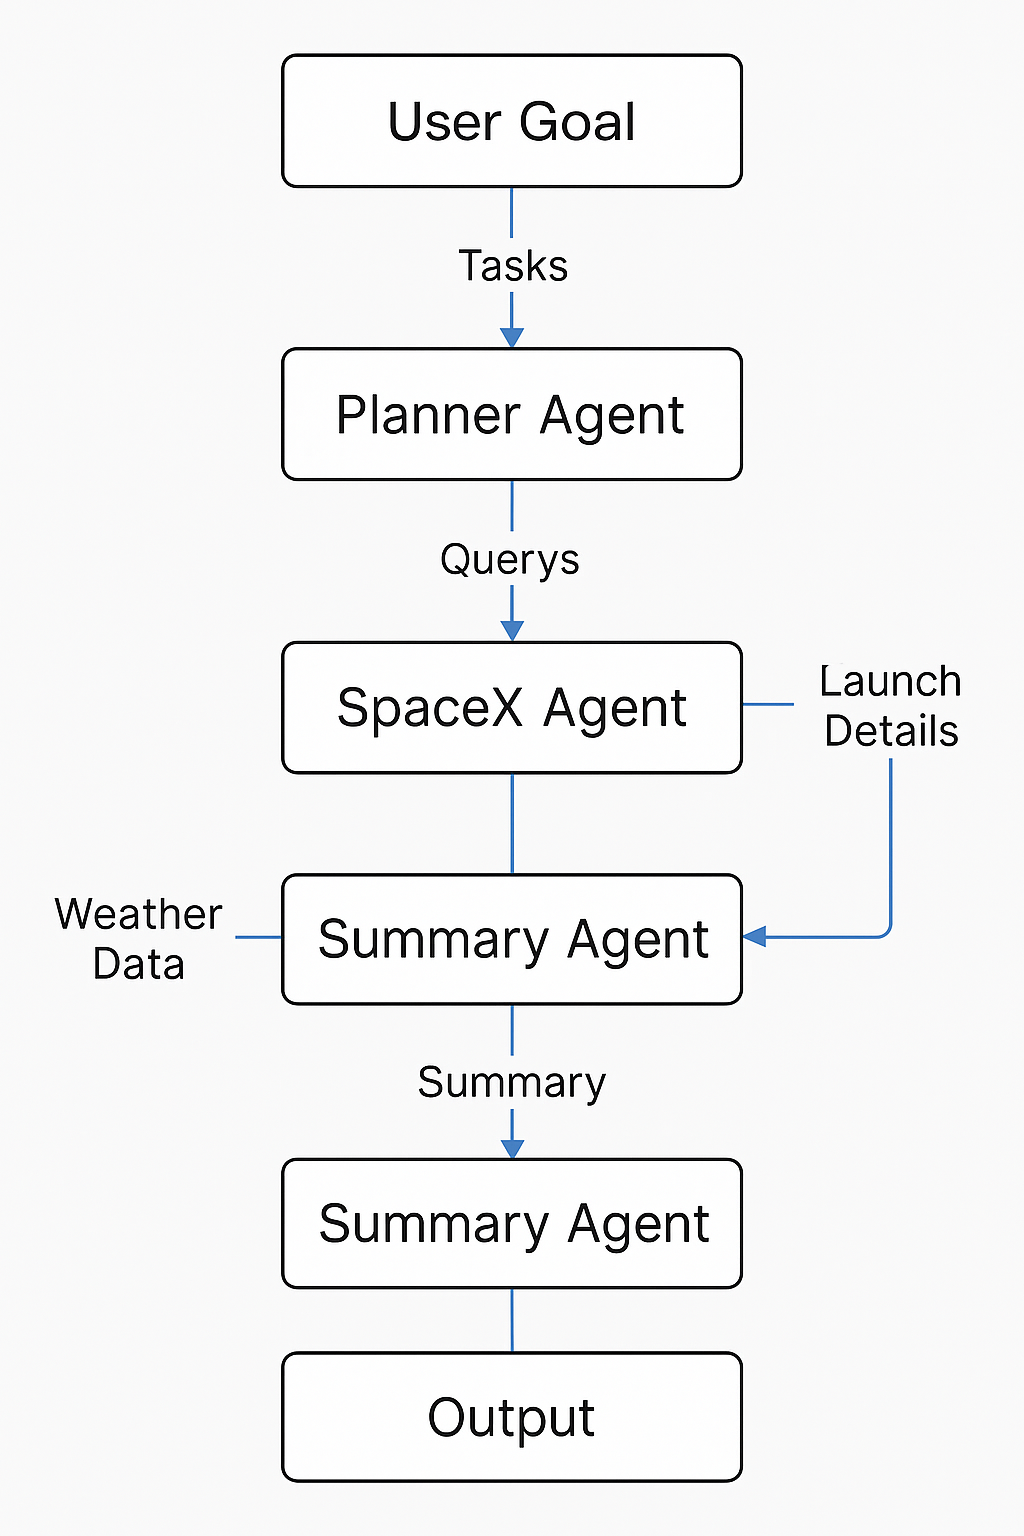 User Goal
Tasks
Planner Agent
Querys
SpaceX Agent
Launch
Details
Weather
Data
Summary Agent
Summary
Summary Agent
Output